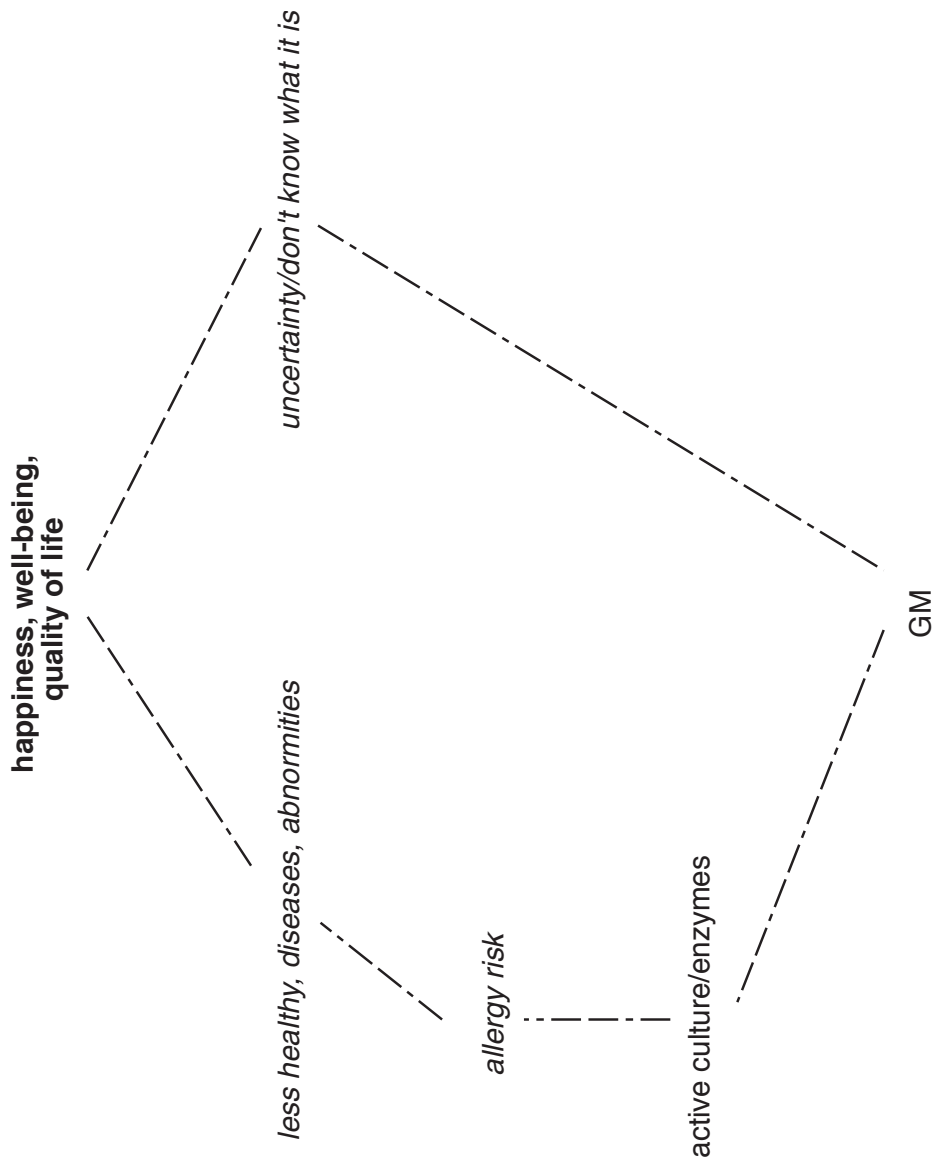 happiness, well-being,
quality of life
less healthy, diseases, abnormities
uncertainty/don't know what it is
allergy risk
active culture/enzymes
GM